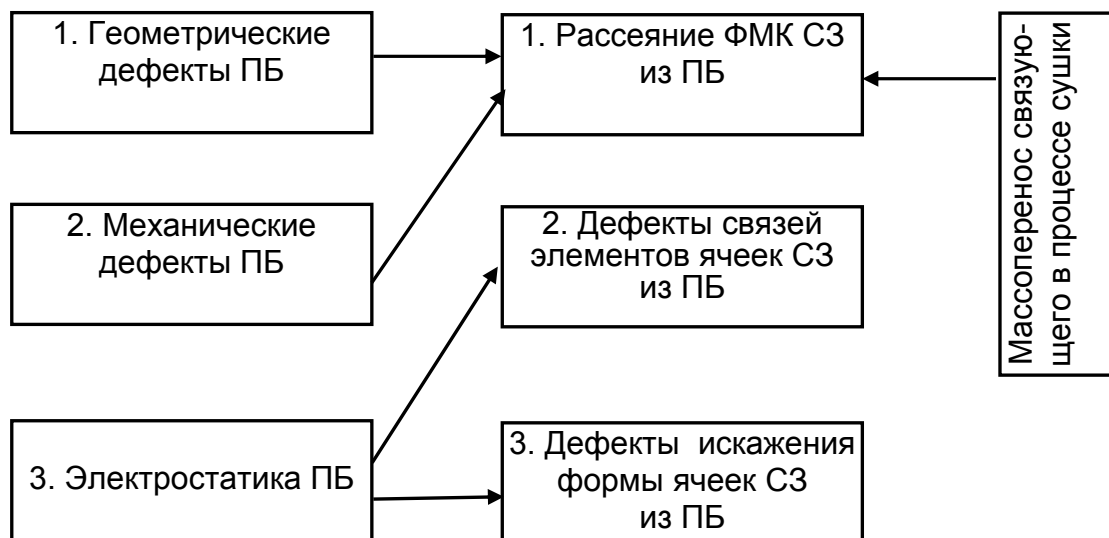 1. Геометрические
дефекты ПБ
1. Рассеяние ФМК СЗ
из ПБ
Массоперенос связую-
щего в процессе сушки
2. Механические
дефекты ПБ
2. Дефекты связей
элементов ячеек СЗ
из ПБ
3. Электростатика ПБ
3. Дефекты искажения
формы ячеек СЗ
из ПБ